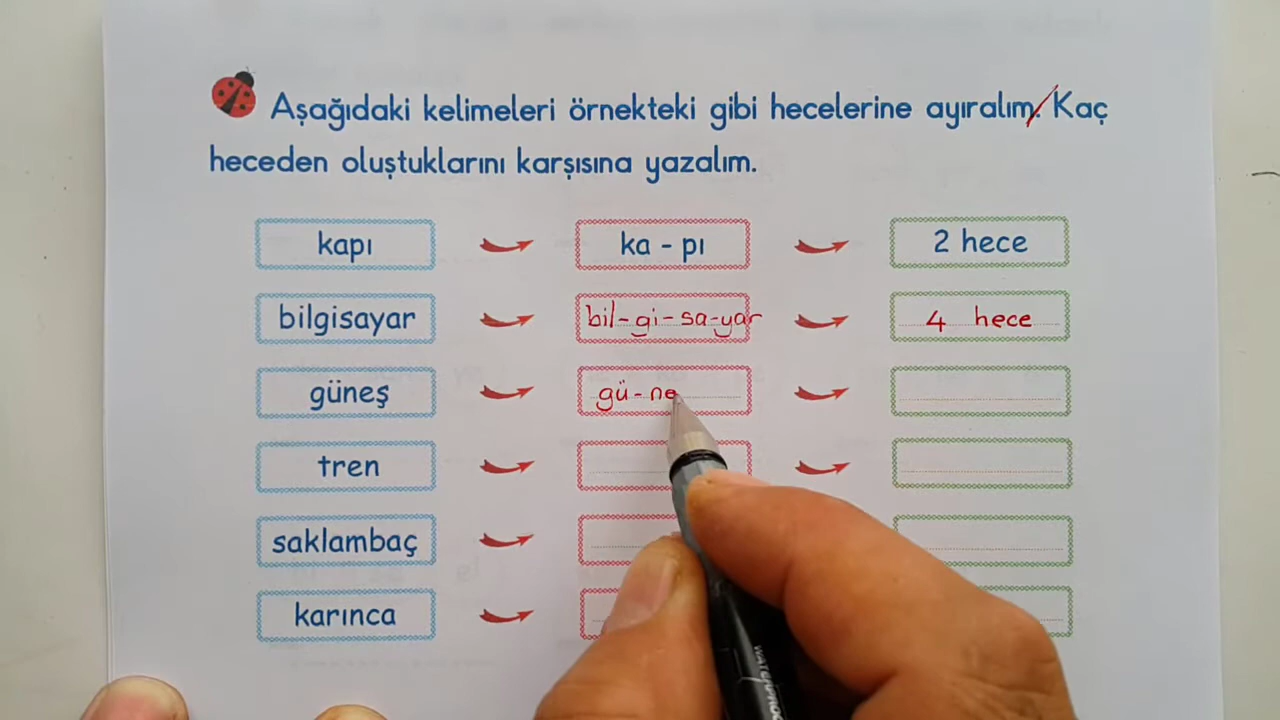 Aşağıdaki kelimeleri örnekteki gibi hecelerine ayıralım. Kaç
heceden oluştuklarını karşısına yazalım.
kapı ka - pı 2 hece
bilgisayar bil-gi-sa-yar 4 hece
güneş gü-ne
tren
saklambaç
karınca